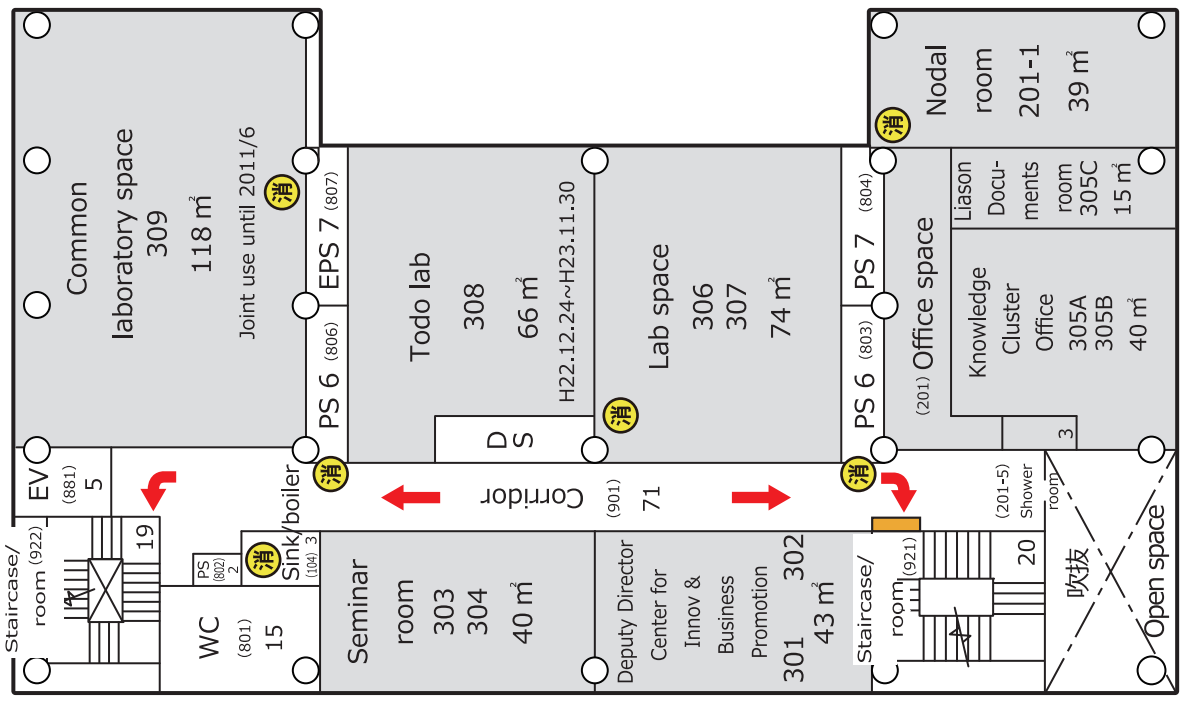 Common
laboratory space
309
118 ㎡
Joint use until 2011/6
消
EPS 7 (807)
PS 6 (806)
Todo lab
308
66 ㎡
H22.12.24~H23.11.30
SD
Lab space
306
307
74 ㎡
消
PS 7 (804)
PS 6 (803)
Nodal
room
201-1
39 ㎡
消
(201) Office space
Liason
Docu-
ments
room
305C
15 ㎡
Knowledge
Cluster
Office
305A
305B
40 ㎡
3
EV
(881)
5
消
Corridor
(901)
71
消
(201-5)
Shower
room
Staircase/
room (922)
19
PS
(802)
2
消
Sink/boiler
(104) 3
WC
(801)
15
Seminar
room
303
304
40 ㎡
Deputy Director
Center for
Innov &
Business
Promotion
301 302
43 ㎡
Staircase/
room (921)
20
吹抜
Open space